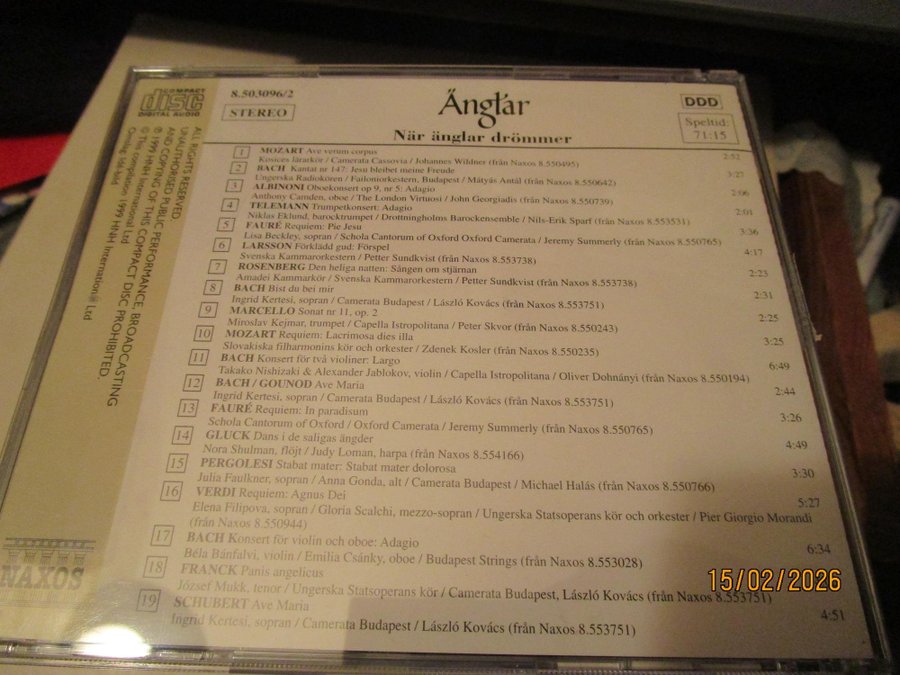 COMPACT
disc
DIGITAL AUDIO
8.503096/2
STEREO
Änglar
DDD
När änglar drömmer
Speltid:
71:15
1 MOZART Ave verum corpus
Kosices lärarkör / Camerata Cassovia / Johannes Wildner (från Naxos 8.550495) 2:52
2 BACH Kantat nr 147: Jesu bleibet meine Freude
Ungerska Radiokören / Failoniorkestern, Budapest / Mátyás Antál (från Naxos 8.550642) 3:27
3 ALBINONI Oboekonsert op 9, nr 5: Adagio
Anthony Camden, oboe / The London Virtuosi / John Georgiadis (från Naxos 8.550739) 2:06
4 TELEMANN Trumpetkonsert: Adagio
Niklas Eklund, barocktrumpet / Drottningholms Barockensemble / Nils-Erik Sparf (från Naxos 8.553531) 2:01
5 FAURÉ Requiem: Pie Jesu
Lisa Beckley, sopran / Schola Cantorum of Oxford Oxford Camerata / Jeremy Summerly (från Naxos 8.550765) 3:36
6 LARSSON Förklädd gud: Förspel
Svenska Kammarorkestern / Petter Sundkvist (från Naxos 8.553738) 4:17
7 ROSENBERG Den heliga natten: Sången om stjärnan
Amadei Kammarkör / Svenska Kammarorkestern / Petter Sundkvist (från Naxos 8.553738) 2:23
8 BACH Bist du bei mir
Ingrid Kertesi, sopran / Camerata Budapest / László Kovács (från Naxos 8.553751) 2:31
9 MARCELLO Sonat nr 11, op. 2
Miroslav Kejmar, trumpet / Capella Istropolitana / Peter Skvor (från Naxos 8.550243) 2:25
10 MOZART Requiem: Lacrimosa dies illa
Slovakiska filharmonins kör och orkester / Zdenek Kosler (från Naxos 8.550235) 3:25
11 BACH Konsert för två violiner: Largo
Takako Nishizaki & Alexander Jablokov, violin / Capella Istropolitana / Oliver Dohnányi (från Naxos 8.550194) 6:49
12 BACH / GOUNOD Ave Maria
Ingrid Kertesi, sopran / Camerata Budapest / László Kovács (från Naxos 8.553751) 2:44
13 FAURÉ Requiem: In paradisum
Schola Cantorum of Oxford / Oxford Camerata / Jeremy Summerly (från Naxos 8.550765) 3:26
14 GLUCK Dans i de saligas ängder
Nora Shulman, flöjt / Judy Loman, harpa (från Naxos 8.554166) 4:49
15 PERGOLESI Stabat mater: Stabat mater dolorosa
Julia Faulkner, sopran / Anna Gonda, alt / Camerata Budapest / Michael Halás (från Naxos 8.550766) 3:30
16 VERDI Requiem: Agnus Dei
Elena Filipova, sopran / Gloria Scalchi, mezzo-sopran / Ungerska Statsoperans kör och orkester / Pier Giorgio Morandi
(från Naxos 8.550944) 5:27
17 BACH Konsert för violin och oboe: Adagio
Béla Bánfalvi, violin / Emilia Csánky, oboe / Budapest Strings (från Naxos 8.553028) 6:34
18 FRANCK Panis angelicus
József Mukk, tenor / Ungerska Statsoperans kör / Camerata Budapest, László Kovács (från Naxos 8.553751)
19 SCHUBERT Ave Maria
Ingrid Kertesi, sopran / Camerata Budapest / László Kovács (från Naxos 8.553751) 4:51
ALL RIGHTS RESERVED
UNAUTHORISED PUBLIC PERFORMANCE, BROADCASTING
AND COPYING OF THIS COMPACT DISC PROHIBITED.
℗ 1999 HNH International Ltd
© This compilation: 1999 HNH International Ltd
NAXOS
15/02/2026